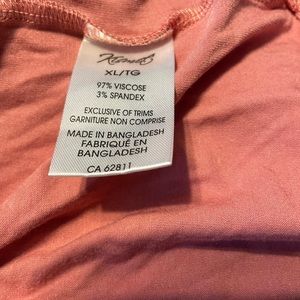 XL/TG
97% VISCOSE
3% SPANDEX
EXCLUSIVE OF TRIMS
GARNITURE NON COMPRISE
MADE IN BANGLADESH
FABRIQUÉ EN
BANGLADESH
CA 62811